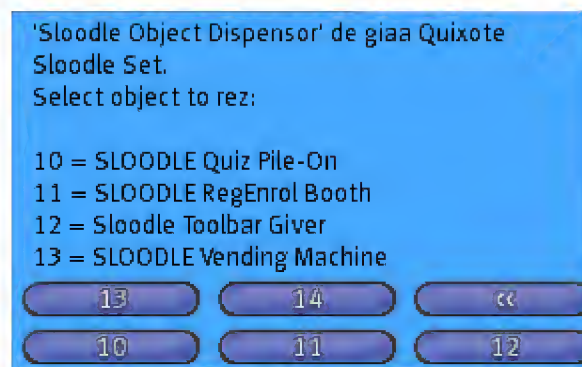 'Sloodle Object Dispensor' de giaa Quixote
Sloodle Set.
Select object to rez:
10 = SLOODLE Quiz Pile-On
11 = SLOODLE RegEnrol Booth
12 = Sloodle Toolbar Giver
13 = SLOODLE Vending Machine
13 14 <<
10 11 12